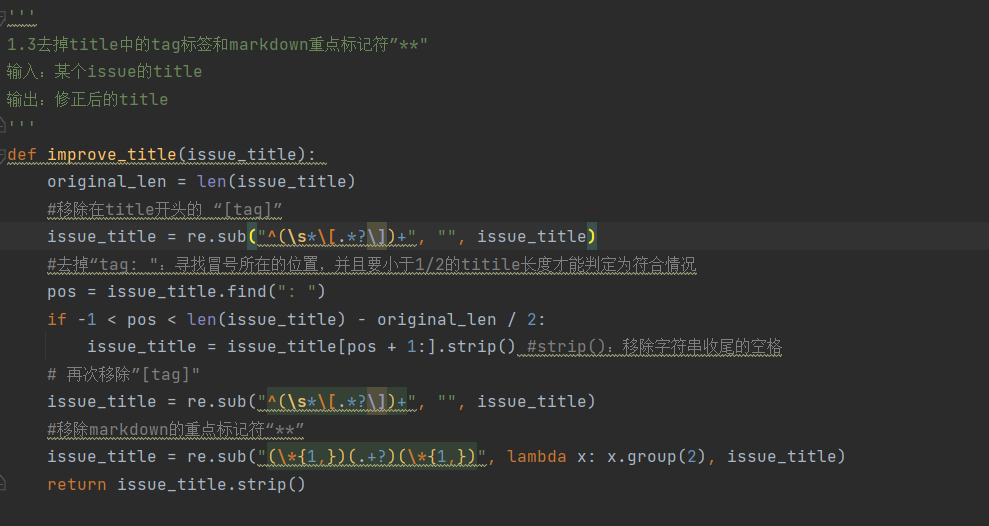 '''
1.3去掉title中的tag标签和markdown重点标记符”**"
输入：某个issue的title
输出：修正后的title
'''
def improve_title(issue_title):
    original_len = len(issue_title)
    #移除在title开头的 “[tag]”
    issue_title = re.sub("^(\s*\[.*?\])+", "", issue_title)
    #去掉“tag: "：寻找冒号所在的位置，并且要小于1/2的titile长度才能判定为符合情况
    pos = issue_title.find(": ")
    if -1 < pos < len(issue_title) - original_len / 2:
        issue_title = issue_title[pos + 1:].strip() #strip()：移除字符串收尾的空格
    # 再次移除”[tag]"
    issue_title = re.sub("^(\s*\[.*?\])+", "", issue_title)
    #移除markdown的重点标记符“**”
    issue_title = re.sub("(\*{1,})(.+?)(\*{1,})", lambda x: x.group(2), issue_title)
    return issue_title.strip()